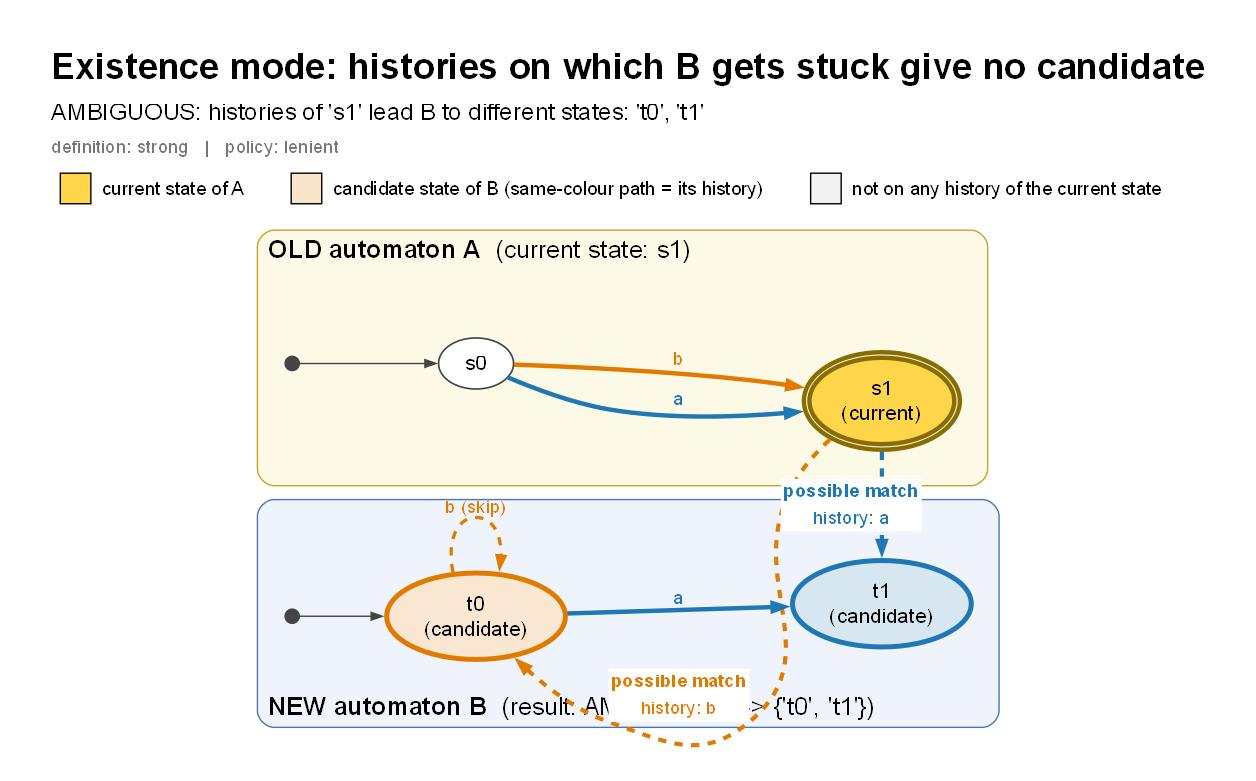 Existence mode: histories on which B gets stuck give no candidate
AMBIGUOUS: histories of 's1' lead B to different states: 't0', 't1'
definition: strong | policy: lenient
current state of A
candidate state of B (same-colour path = its history)
not on any history of the current state
OLD automaton A (current state: s1)
s0
b
a
s1
(current)
possible match
history: a
b (skip)
t0
(candidate)
a
t1
(candidate)
possible match
history: b
NEW automaton B (result: > {'t0', 't1'})